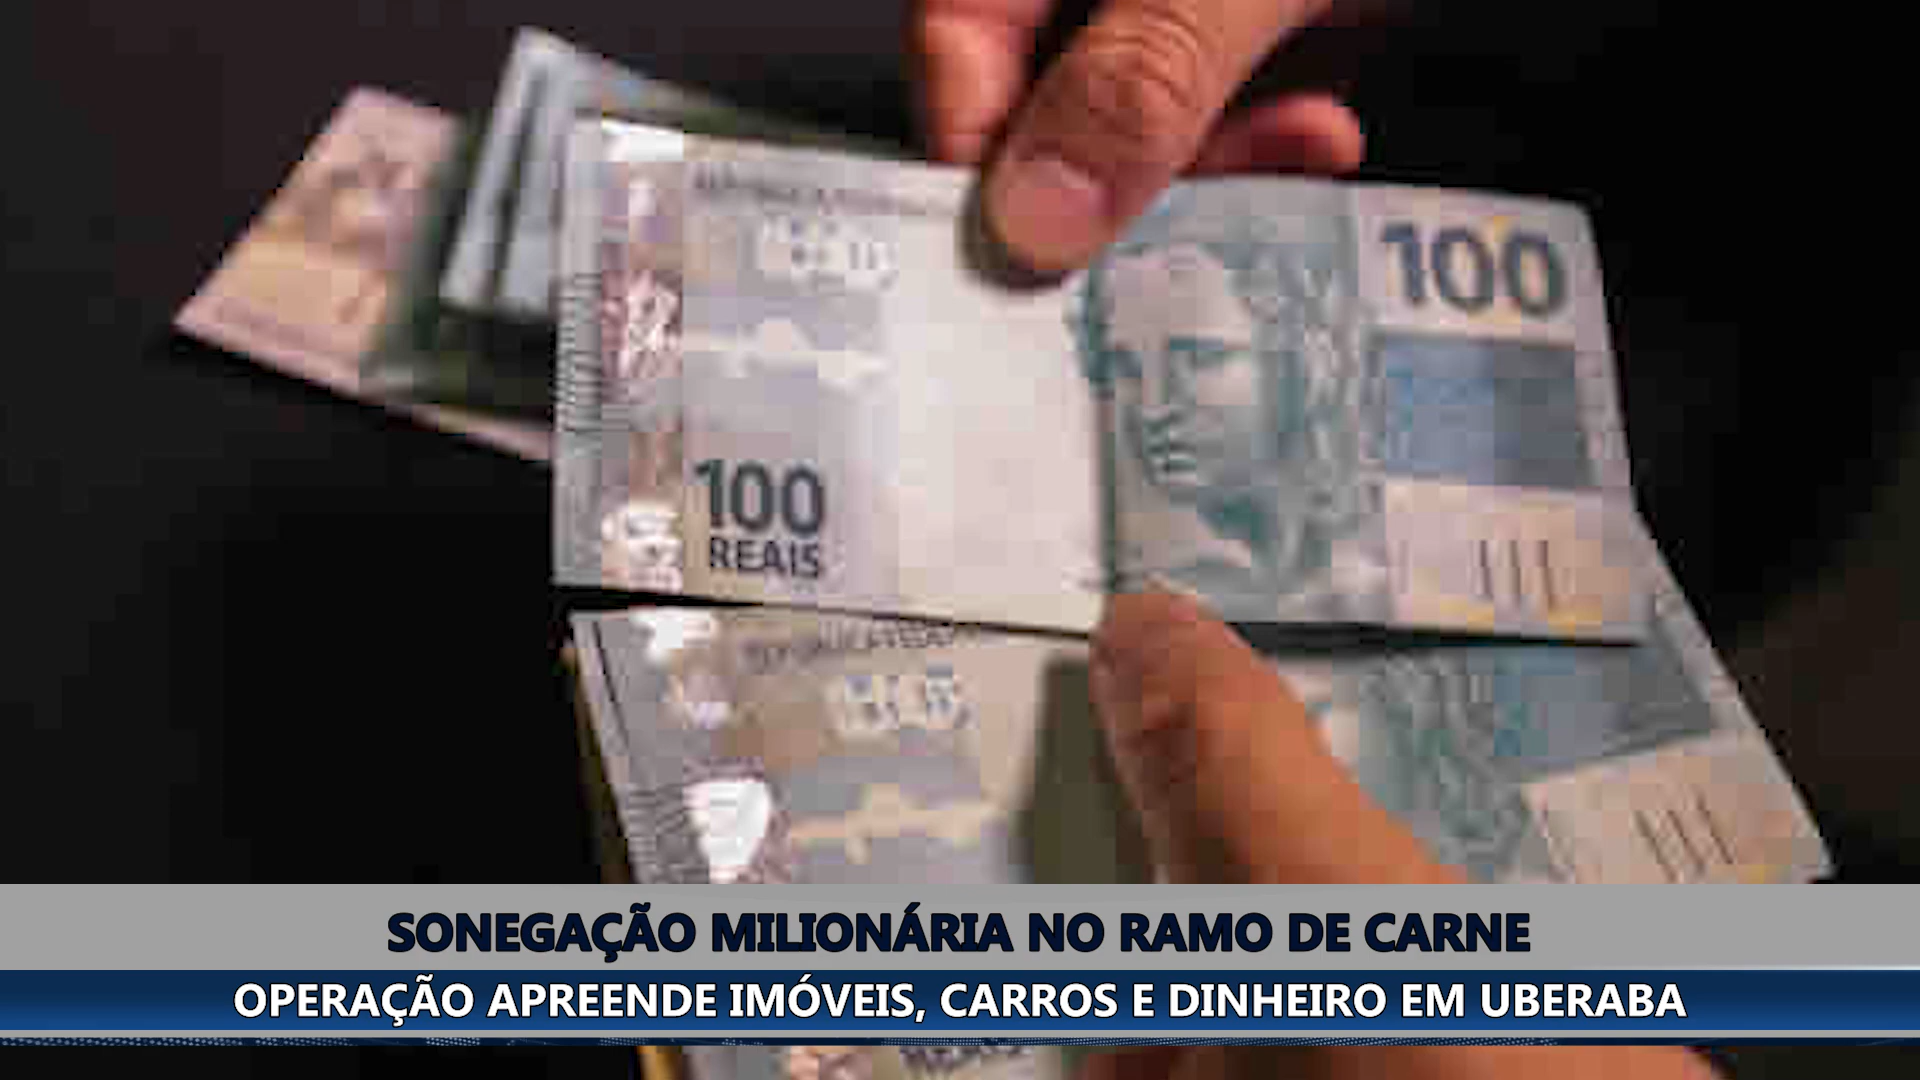 100
100
REAIS
SONEGAÇÃO MILIONÁRIA NO RAMO DE CARNE
OPERAÇÃO APREENDE IMÓVEIS, CARROS E DINHEIRO EM UBERABA